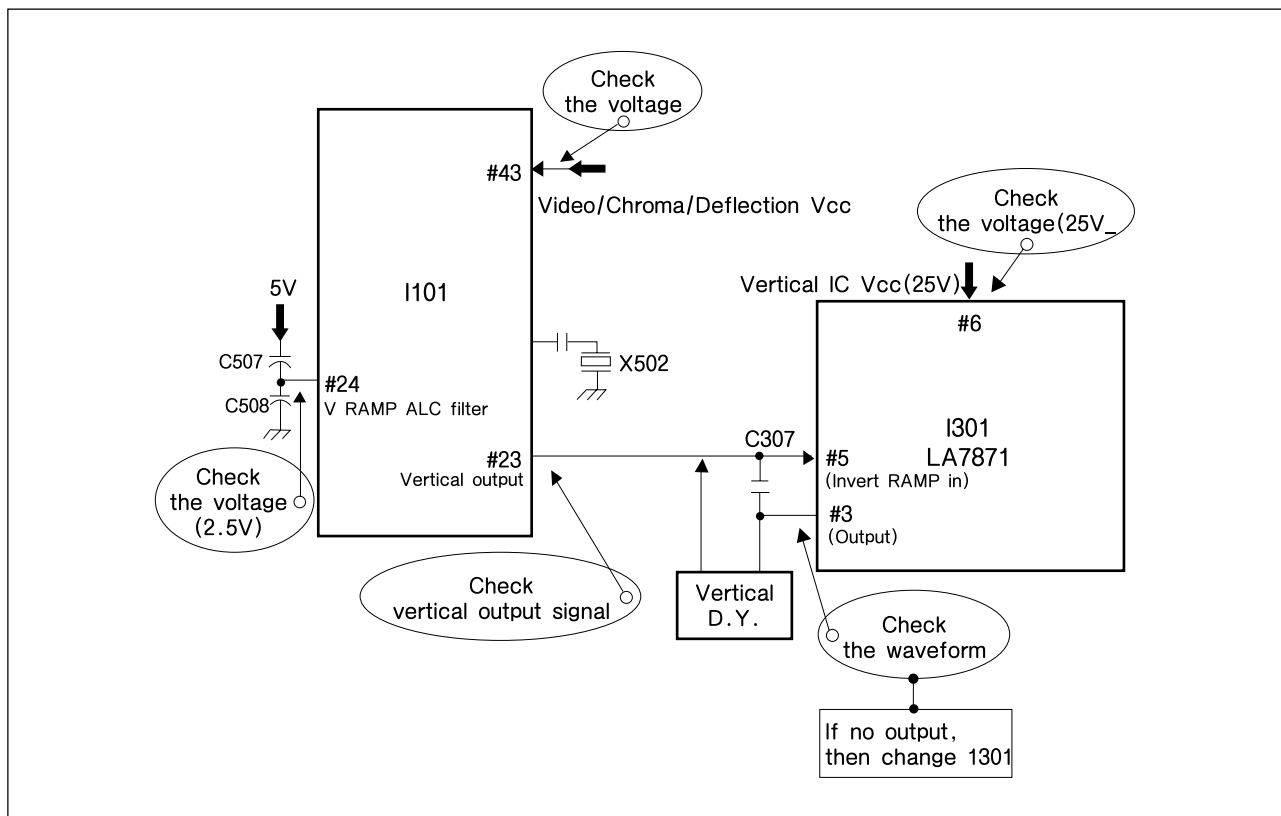 Check
the voltage
#43
Video/Chroma/Deflection Vcc
Check
the voltage(25V_
Vertical IC Vcc(25V)
#6
5V
I101
C507
X502
#24
C508
V RAMP ALC filter
C307
I301
LA7871
#23
Vertical output
#5
(Invert RAMP in)
Check
the voltage
(2.5V)
#3
(Output)
Check
vertical output signal
Vertical
D.Y.
Check
the waveform
If no output,
then change 1301